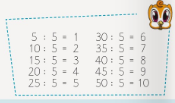 5 : 5 = 1 30 : 5 = 6
10 : 5 = 2 35 : 5 = 7
15 : 5 = 3 40 : 5 = 8
20 : 5 = 4 45 : 5 = 9
25 : 5 = 5 50 : 5 = 10